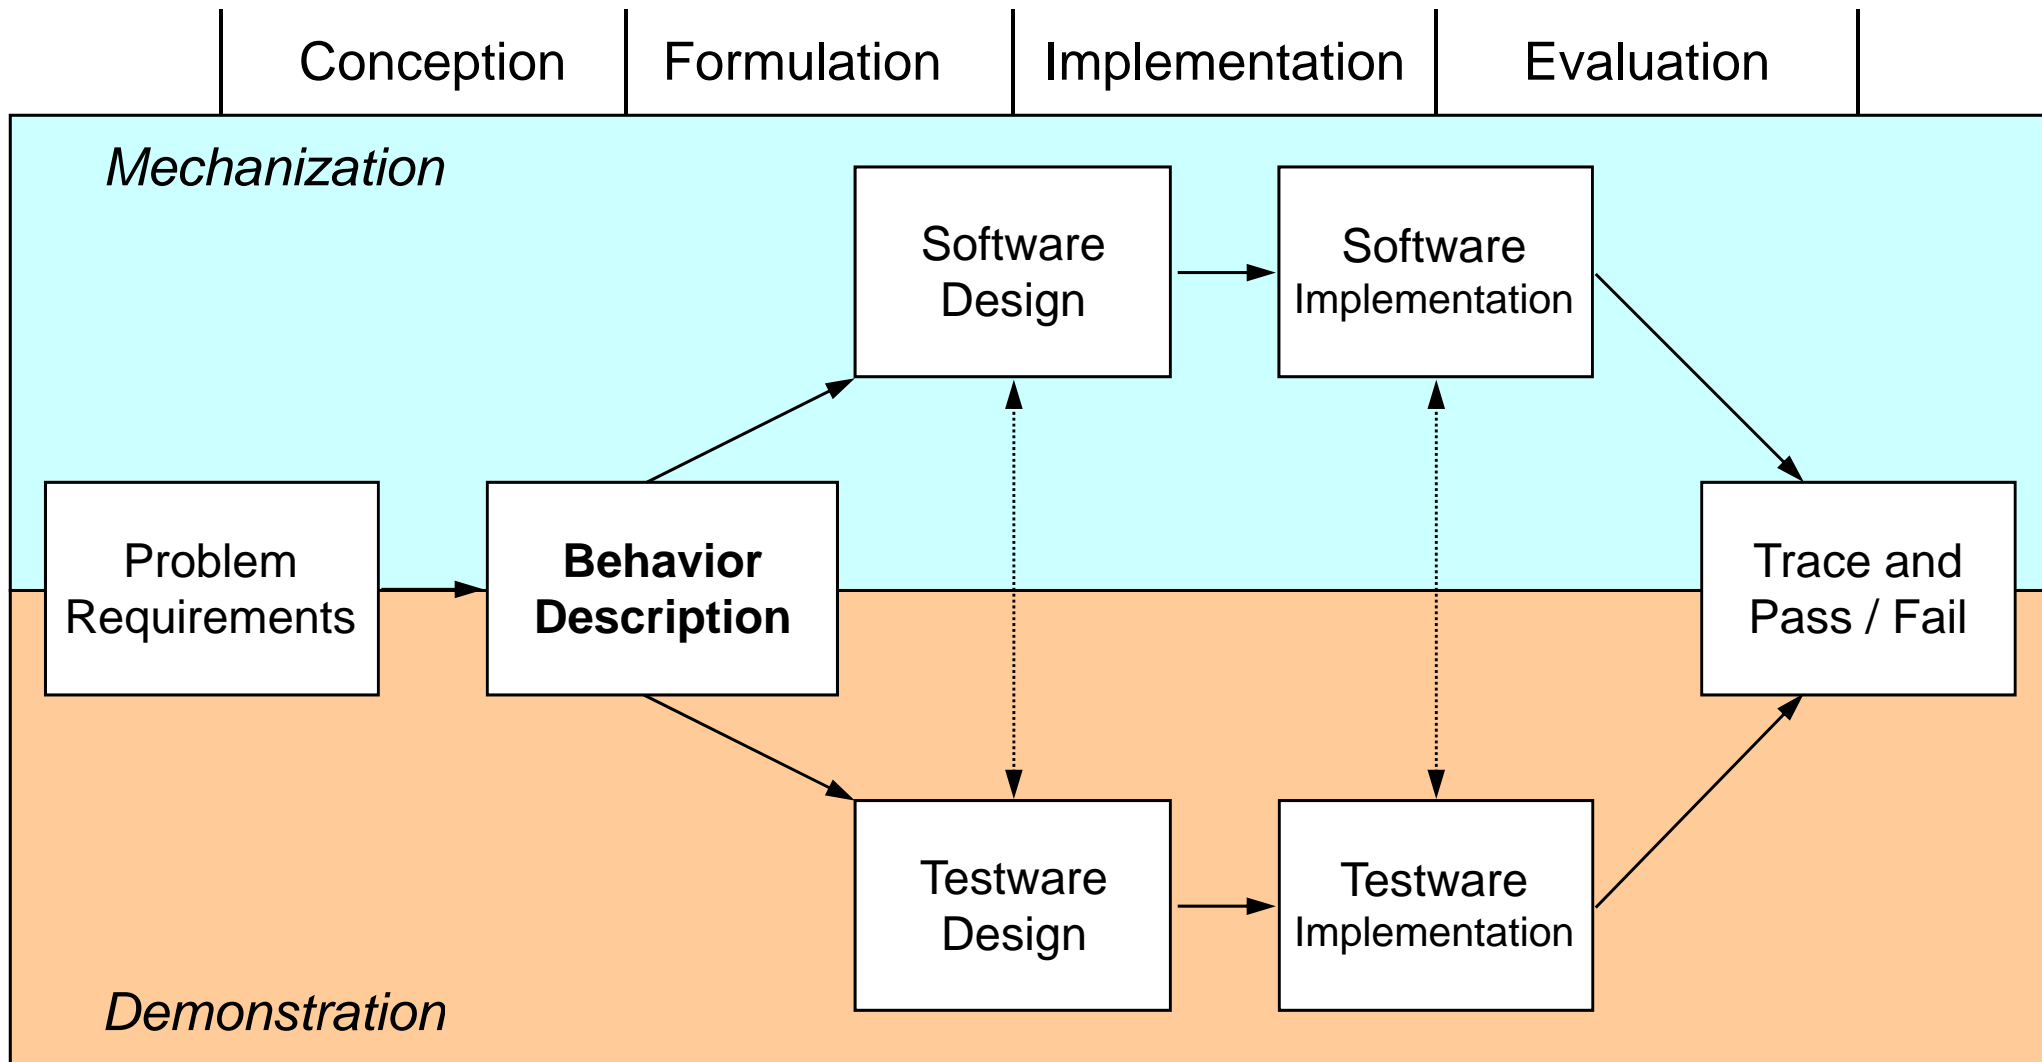 Conception
Formulation
Implementation
Evaluation
Mechanization
Software
Design
Software
Implementation
Problem
Requirements
Behavior
Description
Trace and
Pass / Fail
Testware
Design
Testware
Implementation
Demonstration